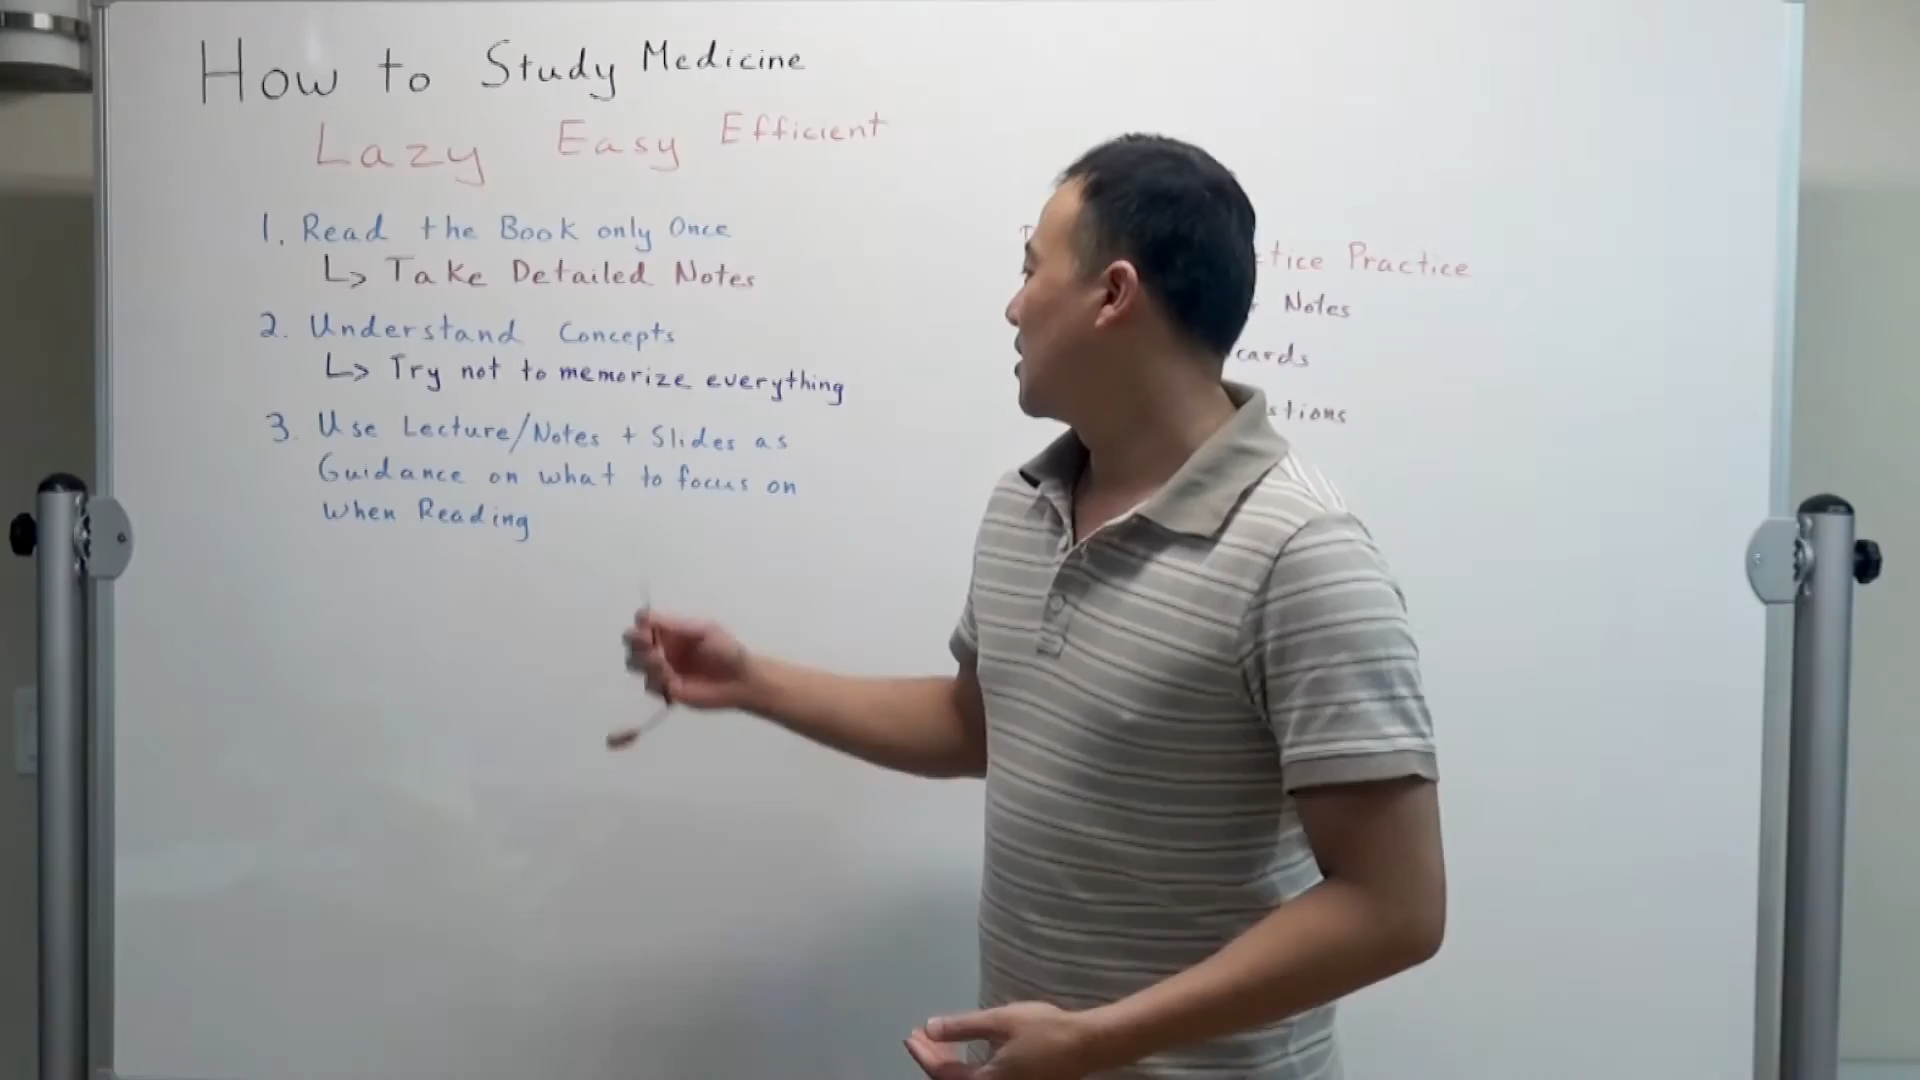 How to Study Medicine
Lazy Easy Efficient
1. Read the Book only Once
↳ Take Detailed Notes
2. Understand Concepts
↳ Try not to memorize everything
3. Use Lecture/Notes + Slides as
Guidance on what to focus on
when Reading
Practice
Notes
cards